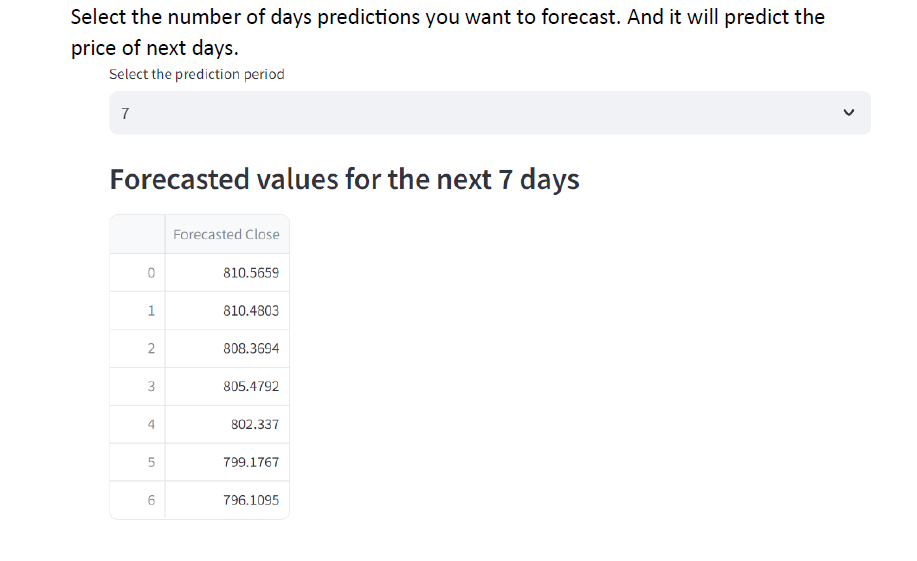 Select the number of days predictions you want to forecast. And it will predict the
price of next days.
Select the prediction period
7
Forecasted values for the next 7 days
Forecasted Close
0 810.5659
1 810.4803
2 808.3694
3 805.4792
4 802.337
5 799.1767
6 796.1095